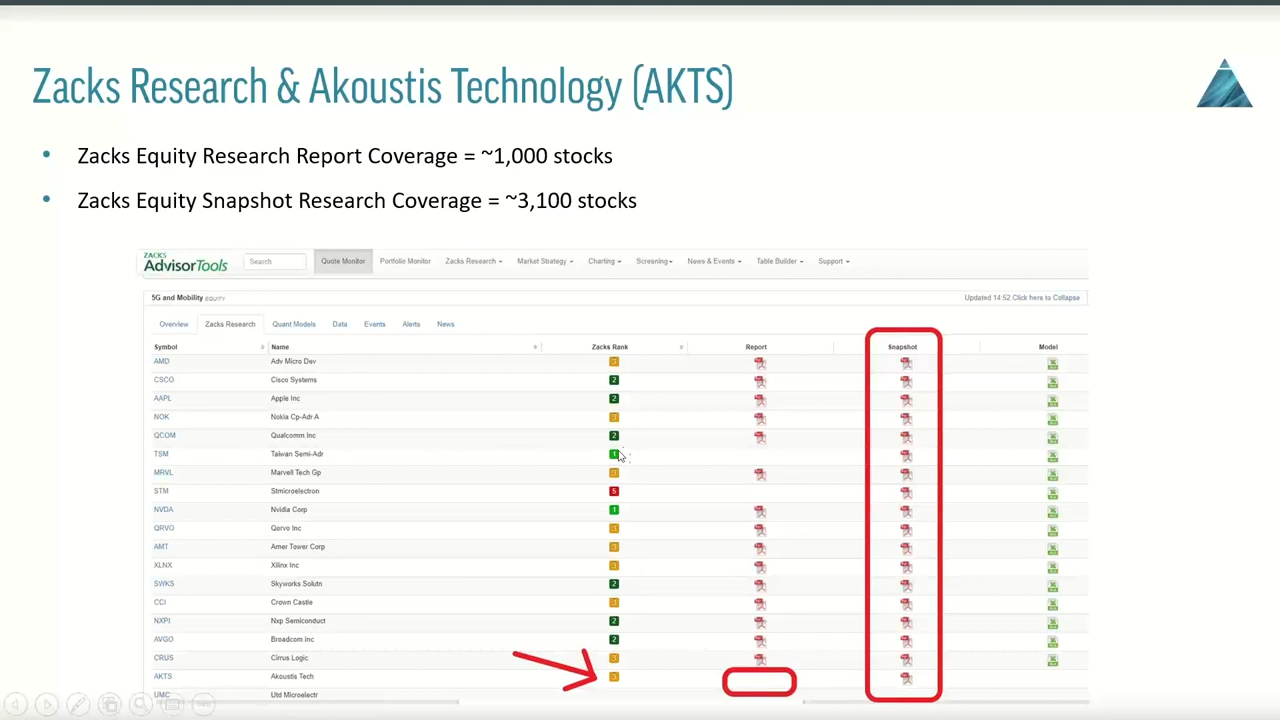 Zacks Research & Akoustis Technology (AKTS)
• Zacks Equity Research Report Coverage = ~1,000 stocks
• Zacks Equity Snapshot Research Coverage = ~3,100 stocks
ZACKS
AdvisorTools Search Quote Monitor Portfolio Monitor Zacks Research Market Strategy Charting Screening News & Events Table Builder Support
5G and Mobility EQUITY Updated 14:52 Click here to Collapse
Overview Zacks Research Quant Models Data Events Alerts News
Symbol Name Zacks Rank Report Snapshot Model
AMD Adv Micro Dev 3
CSCO Cisco Systems 2
AAPL Apple Inc 2
NOK Nokia Cp-Adr A 3
QCOM Qualcomm Inc 2
TSM Taiwan Semi-Adr 1
MRVL Marvell Tech Gp 3
STM Stmicroelectron 5
NVDA Nvidia Corp 1
QRVO Qorvo Inc 3
AMT Amer Tower Corp 3
XLNX Xilinx Inc 3
SWKS Skyworks Solutn 2
CCI Crown Castle 3
NXPI Nxp Semiconduct 2
AVGO Broadcom Inc 2
CRUS Cirrus Logic 3
AKTS Akoustis Tech 3
UMC Utd Microelectr